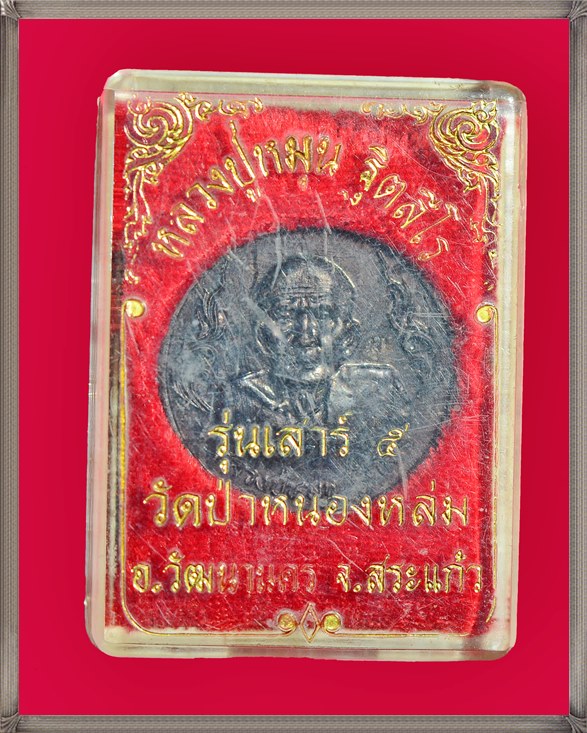 หลวงปู่หมุน ฐิตสีโล
รุ่นเสาร์ ๕
วัดป่าหนองหล่ม
อ.วัฒนานคร จ.สระแก้ว